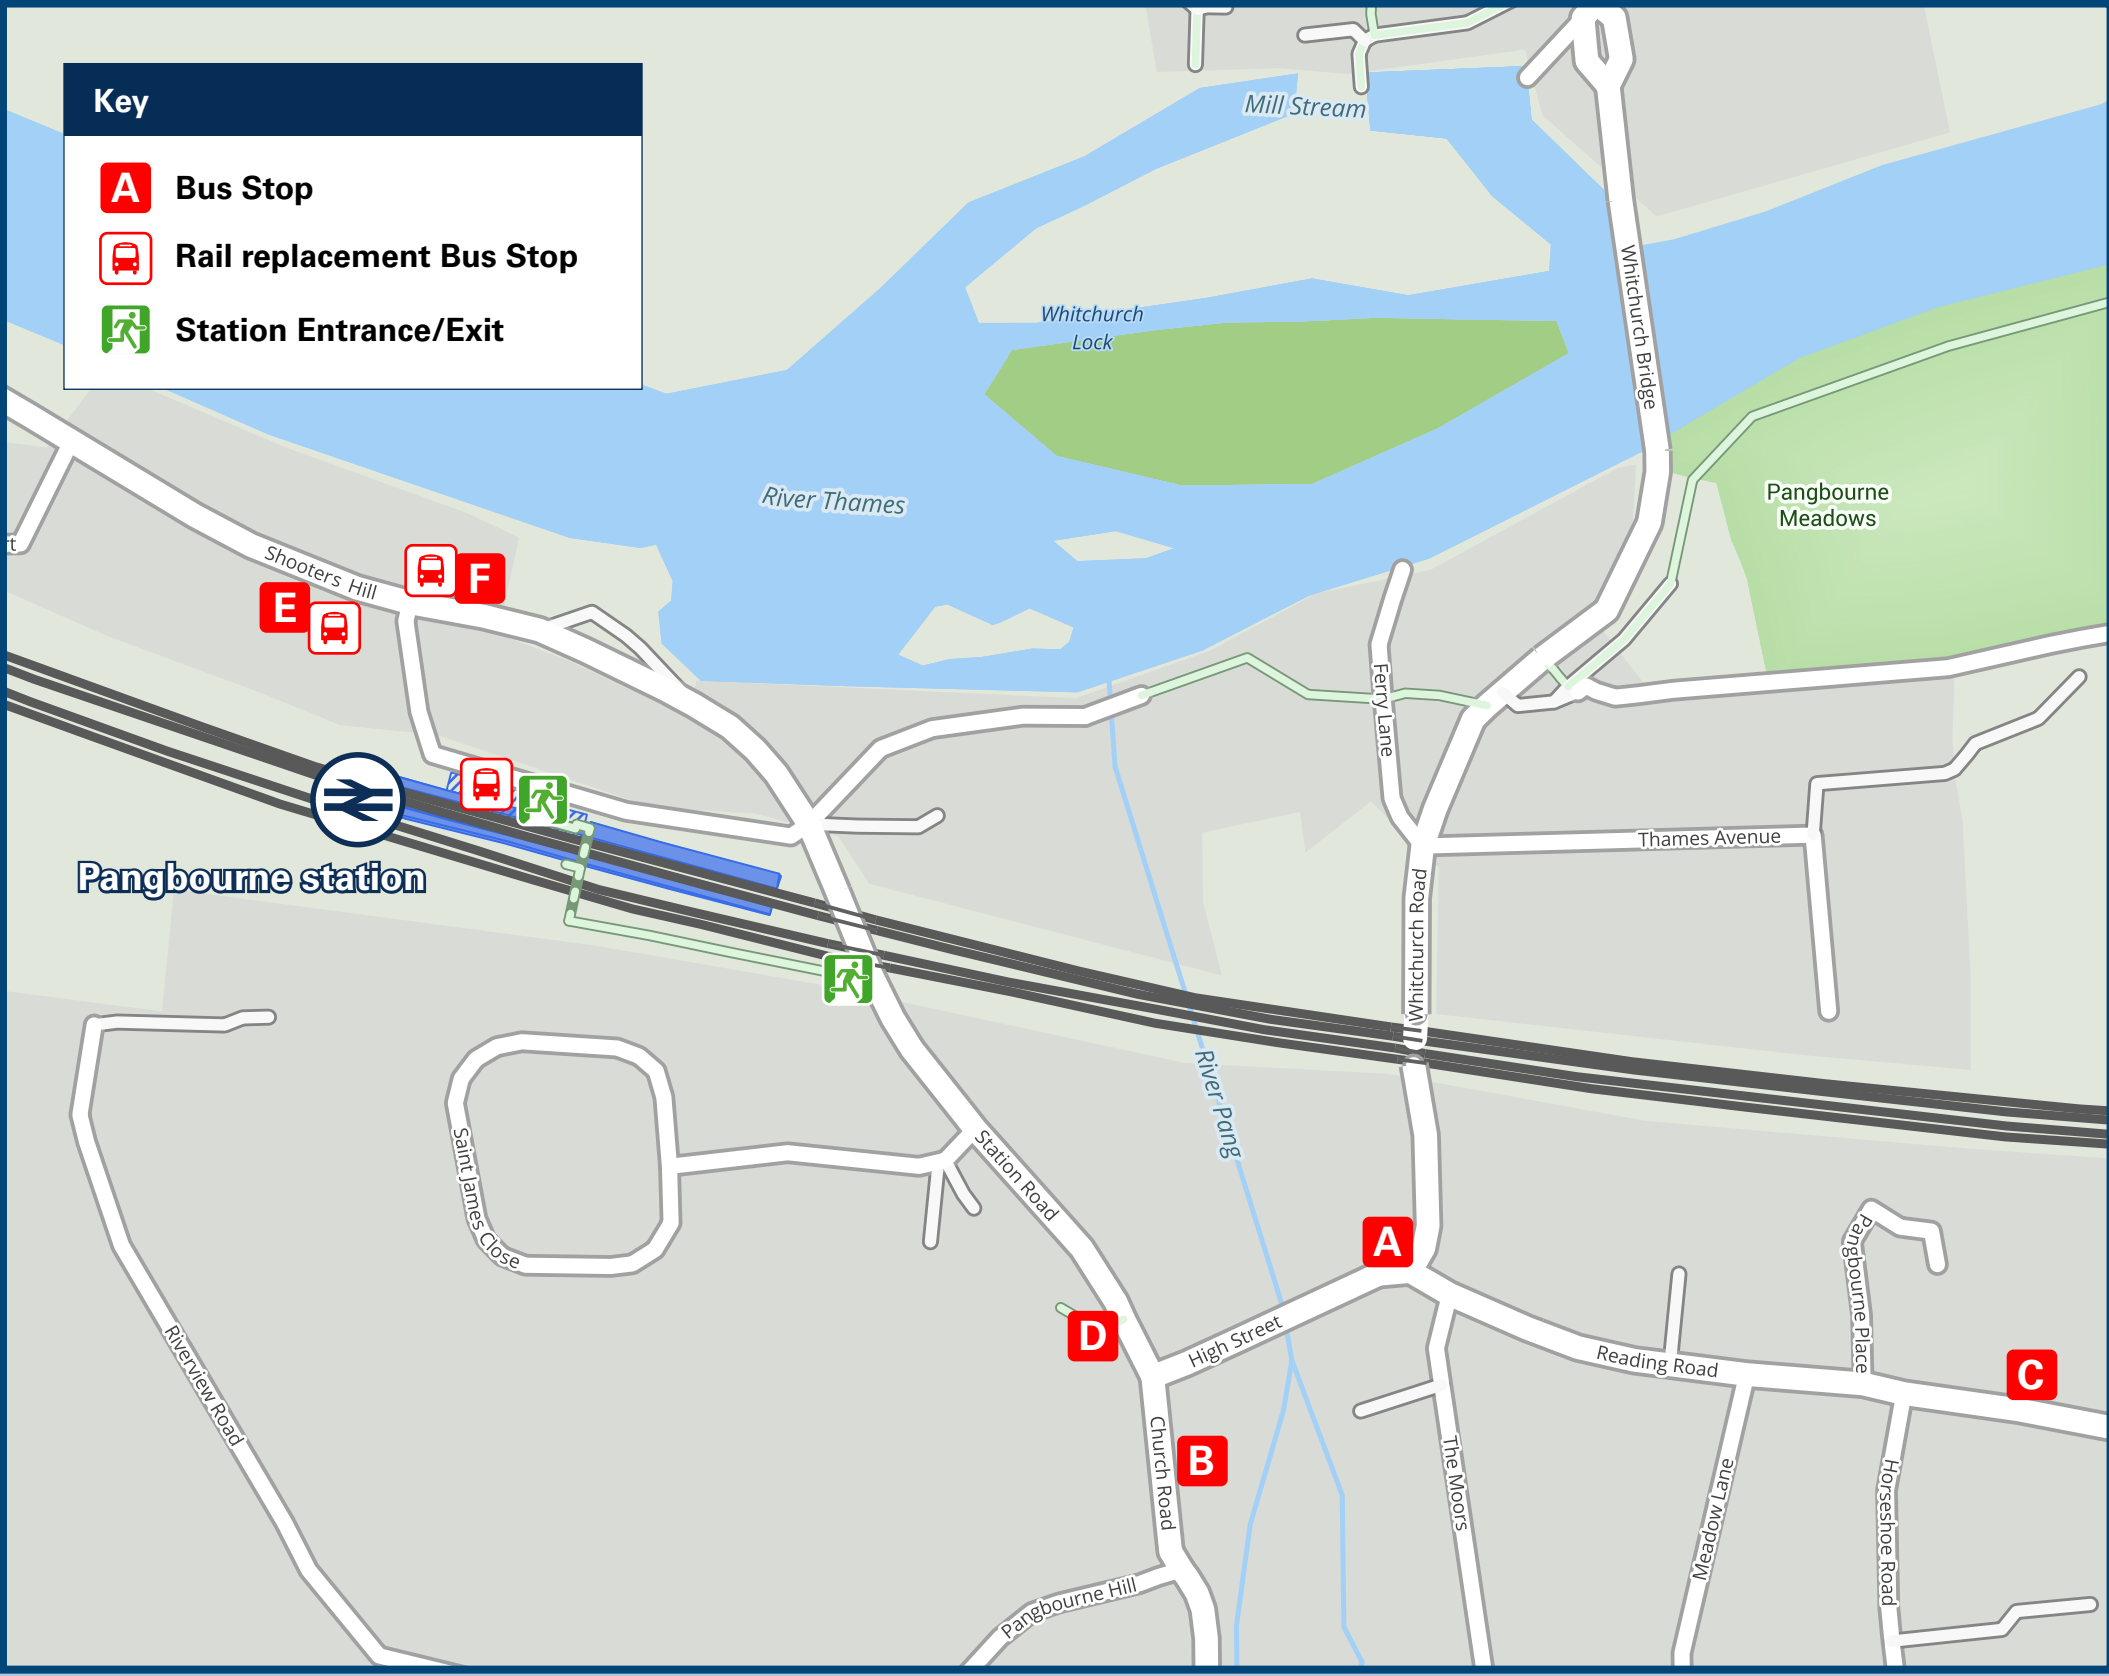 Key
A Bus Stop
Rail replacement Bus Stop
Station Entrance/Exit
Mill Stream
Whitchurch Bridge
Whitchurch
Lock
River Thames
Pangbourne
Meadows
rt
Shooters Hill
F
E
Ferry Lane
Thames Avenue
Pangbourne station
Whitchurch Road
River Pang
Saint James Close
Station Road
A
Pangbourne Place
D
High Street
Reading Road
C
Riverview Road
Church Road
B
The Moors
Meadow Lane
Horseshoe Road
Pangbourne Hill